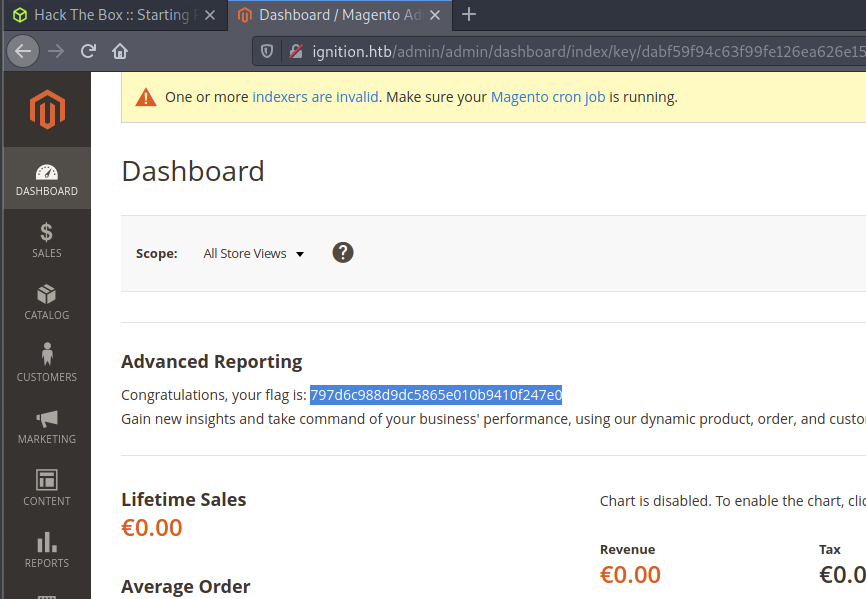 Hack The Box :: Starting
Dashboard / Magento Ad
ignition.htb/admin/admin/dashboard/index/key/dabf59f94c63f99fe126ea626e15
One or more indexers are invalid. Make sure your Magento cron job is running.
Dashboard
DASHBOARD
SALES
Scope: All Store Views
?
CATALOG
Advanced Reporting
CUSTOMERS
Congratulations, your flag is: 797d6c988d9dc5865e010b9410f247e0
Gain new insights and take command of your business' performance, using our dynamic product, order, and custo
MARKETING
Lifetime Sales
Chart is disabled. To enable the chart, clic
CONTENT
€0.00
Revenue
Tax
REPORTS
€0.00
€0.0
Average Order